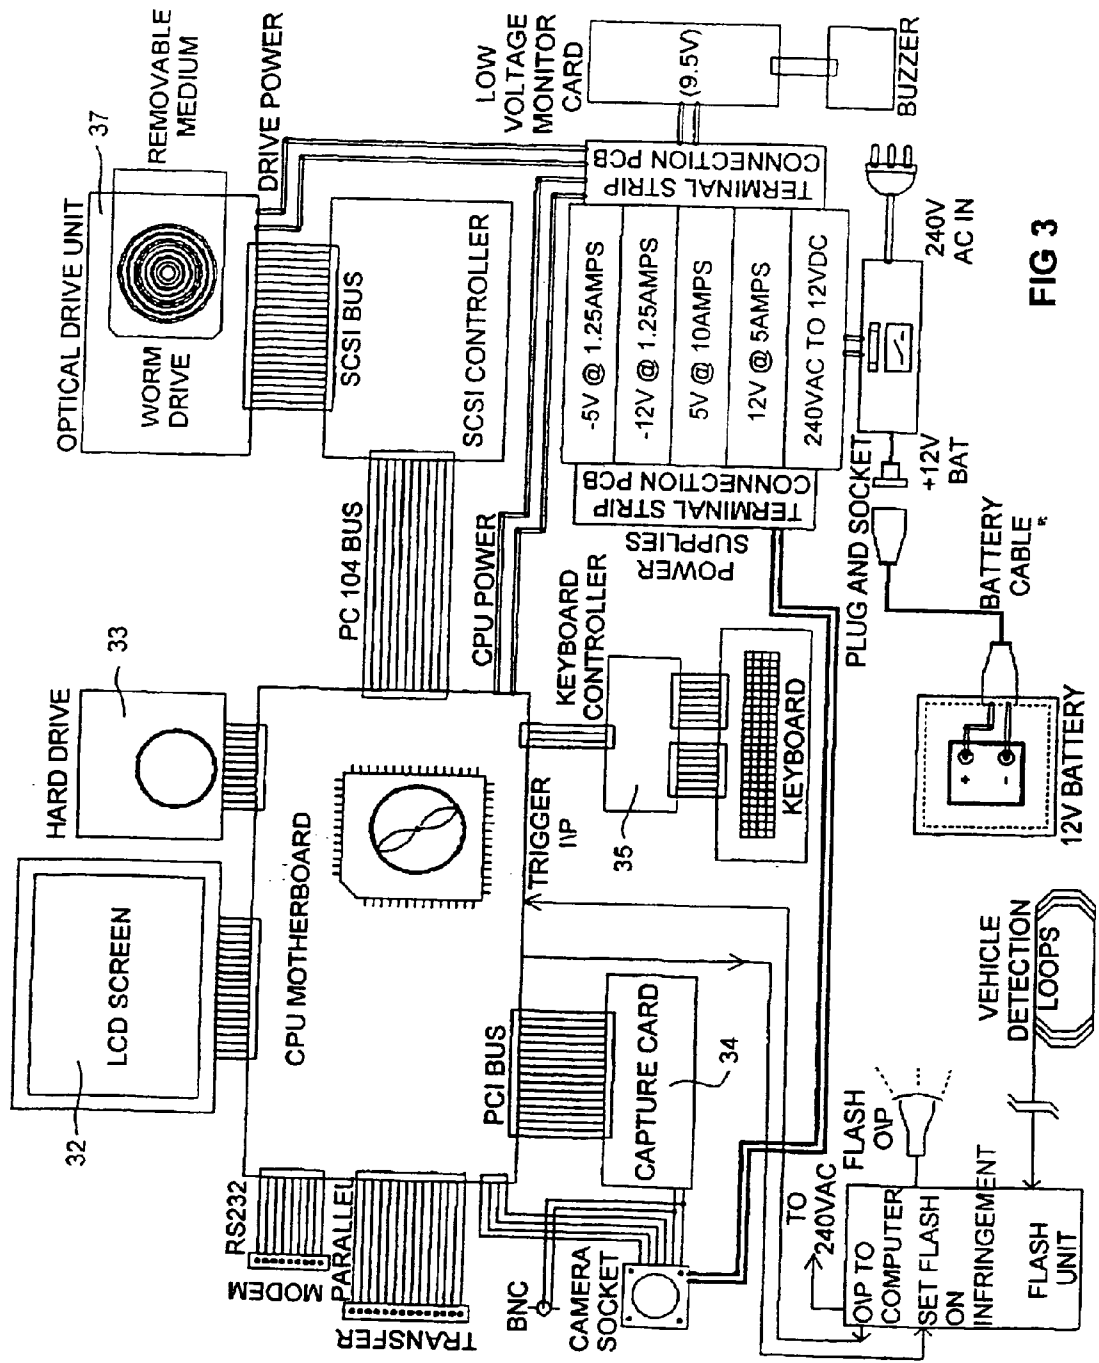 37
REMOVABLE
MEDIUM
OPTICAL DRIVE UNIT
WORM
DRIVE
DRIVE POWER
SCSI BUS
SCSI CONTROLLER
LOW
VOLTAGE
MONITOR
CARD
(9.5V)
BUZZER
TERMINAL STRIP
CONNECTION PCB
-5V @ 1.25AMPS
-12V @ 1.25AMPS
5V @ 10AMPS
12V @ 5AMPS
240VAC TO 12VDC
TERMINAL STRIP
CONNECTION PCB
POWER
SUPPLIES
240V
AC IN
+12V
BAT
PLUG AND SOCKET
BATTERY
CABLE
12V BATTERY
+
-
33
HARD DRIVE
PC 104 BUS
CPU POWER
KEYBOARD
CONTROLLER
35
KEYBOARD
TRIGGER
I\P
32
LCD SCREEN
CPU MOTHERBOARD
PCI BUS
CAPTURE CARD
34
RS232
MODEM
PARALLEL
TRANSFER
BNC
CAMERA
SOCKET
TO
240VAC
FLASH
O\P
O\P TO
COMPUTER
SET FLASH
ON
INFRINGEMENT
FLASH
UNIT
VEHICLE
DETECTION
LOOPS
FIG 3